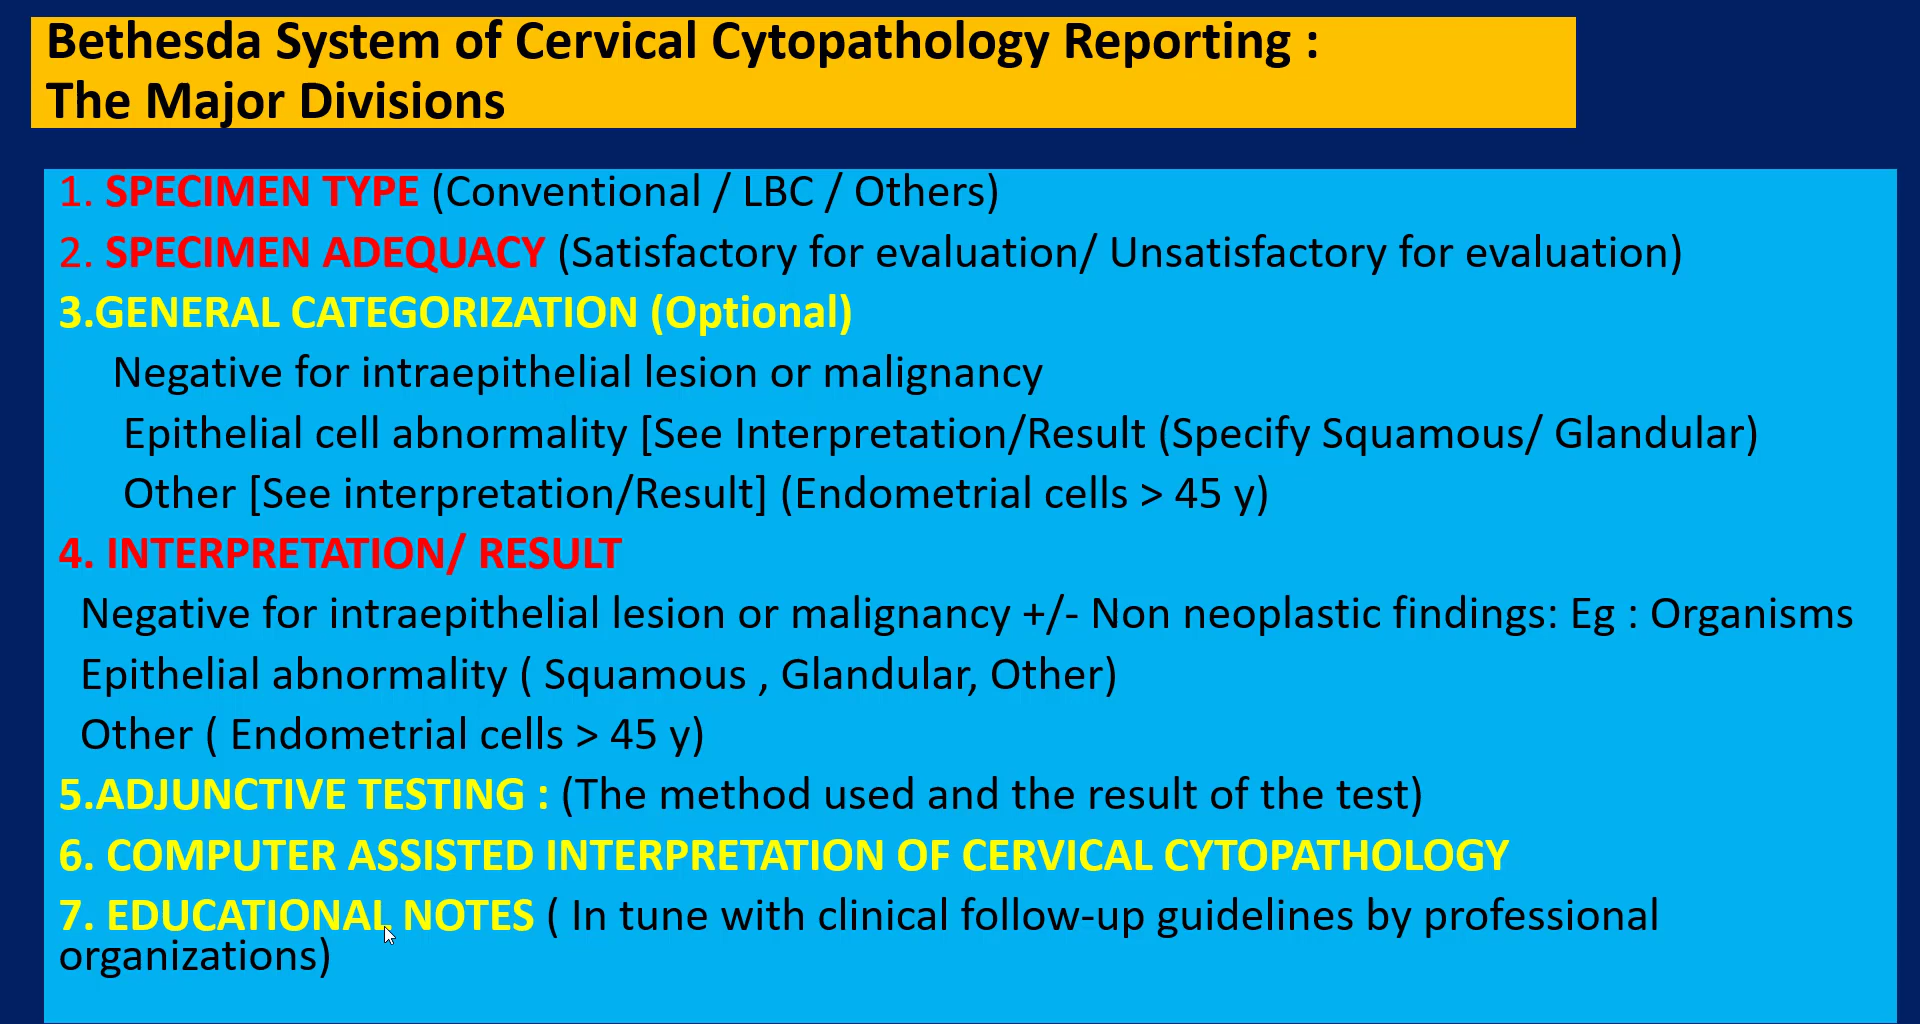 Bethesda System of Cervical Cytopathology Reporting :
The Major Divisions
1. SPECIMEN TYPE (Conventional / LBC / Others)
2. SPECIMEN ADEQUACY (Satisfactory for evaluation/ Unsatisfactory for evaluation)
3.GENERAL CATEGORIZATION (Optional)
Negative for intraepithelial lesion or malignancy
Epithelial cell abnormality [See Interpretation/Result (Specify Squamous/ Glandular)
Other [See interpretation/Result] (Endometrial cells > 45 y)
4. INTERPRETATION/ RESULT
Negative for intraepithelial lesion or malignancy +/- Non neoplastic findings: Eg : Organisms
Epithelial abnormality ( Squamous , Glandular, Other)
Other ( Endometrial cells > 45 y)
5.ADJUNCTIVE TESTING : (The method used and the result of the test)
6. COMPUTER ASSISTED INTERPRETATION OF CERVICAL CYTOPATHOLOGY
7. EDUCATIONAL NOTES ( In tune with clinical follow-up guidelines by professional
organizations)